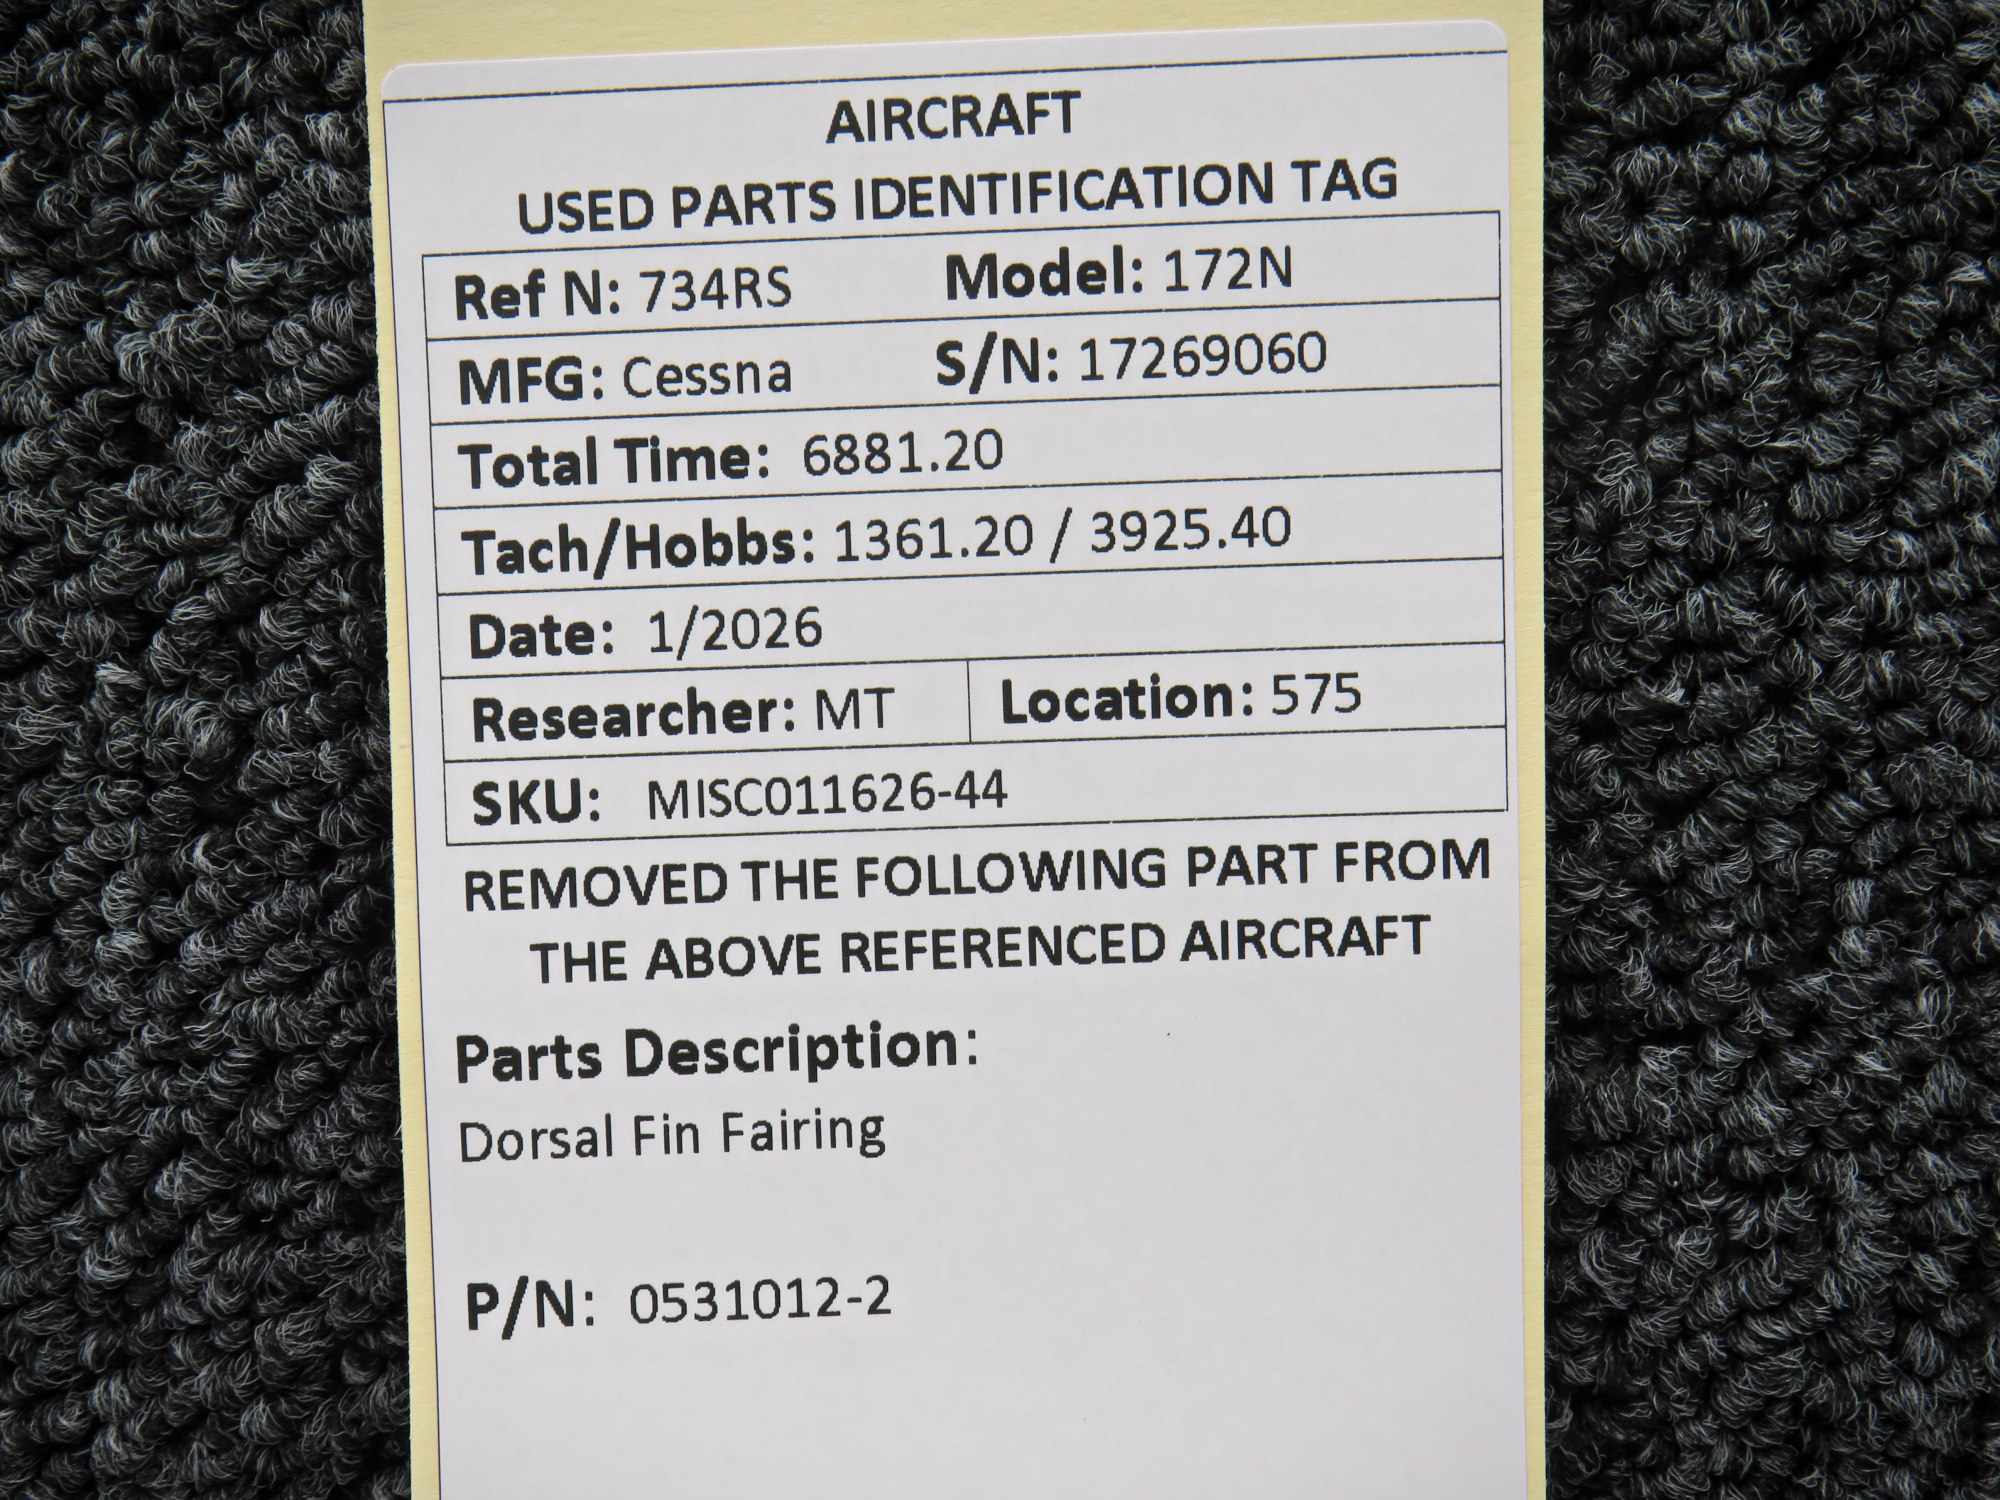 AIRCRAFT
USED PARTS IDENTIFICATION TAG
Ref N: 734RS Model: 172N
MFG: Cessna S/N: 17269060
Total Time: 6881.20
Tach/Hobbs: 1361.20 / 3925.40
Date: 1/2026
Researcher: MT Location: 575
SKU: MISC011626-44
REMOVED THE FOLLOWING PART FROM
THE ABOVE REFERENCED AIRCRAFT
Parts Description:
Dorsal Fin Fairing
P/N: 0531012-2